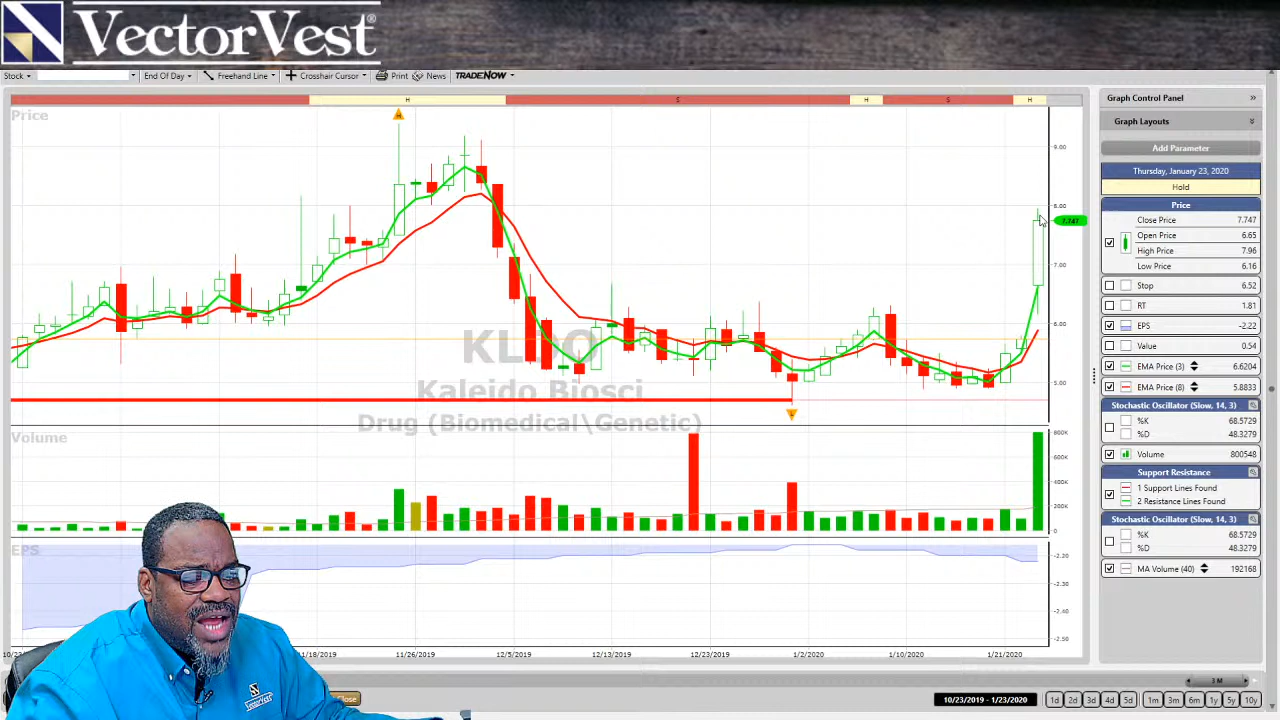 VectorVest®
Stock End Of Day Freehand Line Crosshair Cursor Print News TRADENOW
H S H S H
Graph Control Panel
Graph Layouts
Add Parameter
Thursday, January 23, 2020
Hold
Price
Close Price 7.747
Open Price 6.65
High Price 7.96
Low Price 6.16
Stop 6.52
RT 1.81
EPS -2.22
Value 0.54
EMA Price (3) 6.6204
EMA Price (8) 5.8833
Stochastic Oscillator (Slow, 14, 3)
%K 68.5729
%D 48.3279
Volume 800548
Support Resistance
1 Support Lines Found
2 Resistance Lines Found
Stochastic Oscillator (Slow, 14, 3)
%K 68.5729
%D 48.3279
MA Volume (40) 192168
Price
H
9.00
8.00
7.747
7.00
6.00
5.00
KLDO
Kaleido Biosci
Drug (Biomedical\Genetic)
Volume
800K
600K
400K
200K
0
EPS
-2.20
-2.30
-2.40
-2.50
11/18/2019 11/26/2019 12/5/2019 12/13/2019 12/23/2019 1/2/2020 1/10/2020 1/21/2020
3 M
Close
10/23/2019 - 1/23/2020 1d 2d 3d 4d 5d 1m 3m 6m 1y 5y 10y
VectorVest